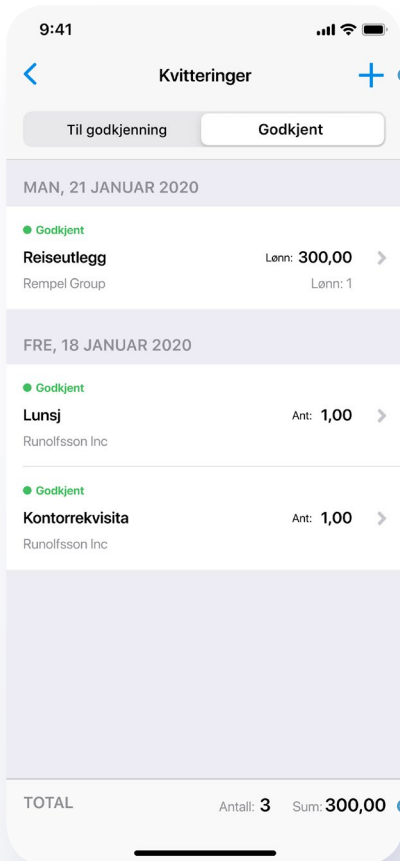 9:41
Kvitteringer
Til godkjenning Godkjent
MAN, 21 JANUAR 2020
Godkjent
Reiseutlegg Lønn: 300,00
Rempel Group Lønn: 1
FRE, 18 JANUAR 2020
Godkjent
Lunsj Ant: 1,00
Runolfsson Inc
Godkjent
Kontorrekvisita Ant: 1,00
Runolfsson Inc
TOTAL Antall: 3 Sum: 300,00